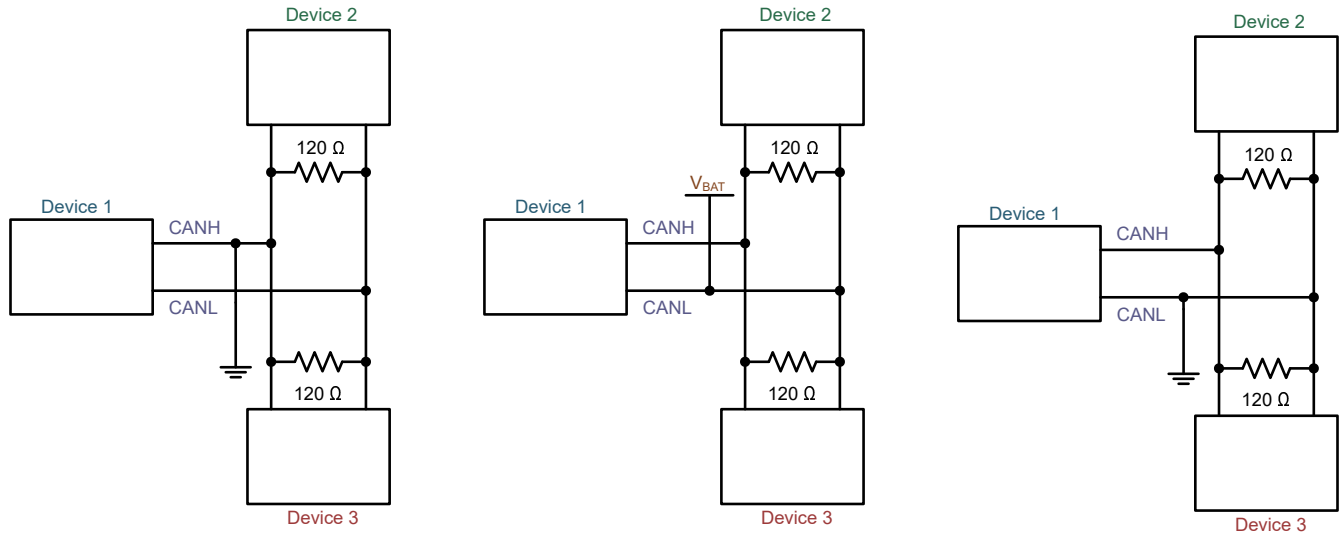 Device 2
120 Ω
Device 1
CANH
CANL
120 Ω
Device 3
Device 2
120 Ω
VBAT
Device 1
CANH
CANL
120 Ω
Device 3
Device 2
120 Ω
Device 1
CANH
CANL
120 Ω
Device 3